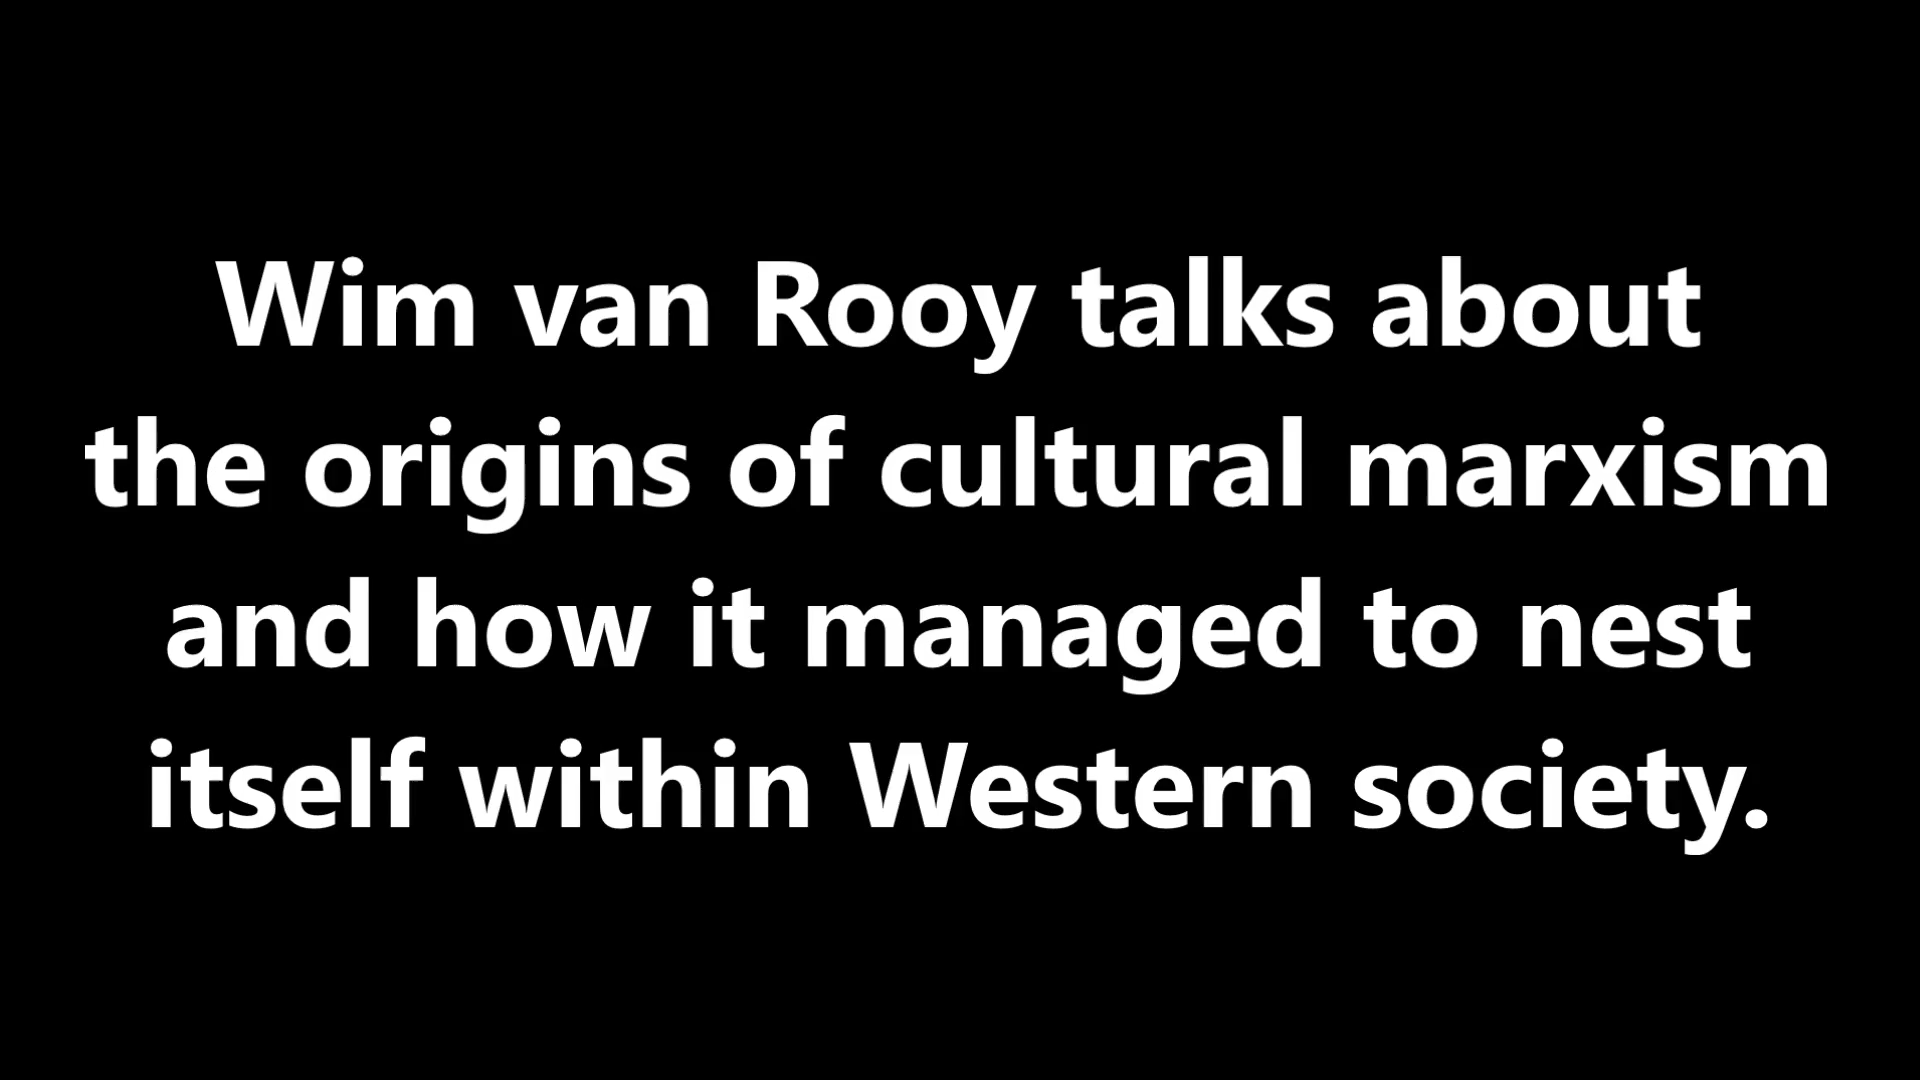 Wim van Rooy talks about
the origins of cultural marxism
and how it managed to nest
itself within Western society.